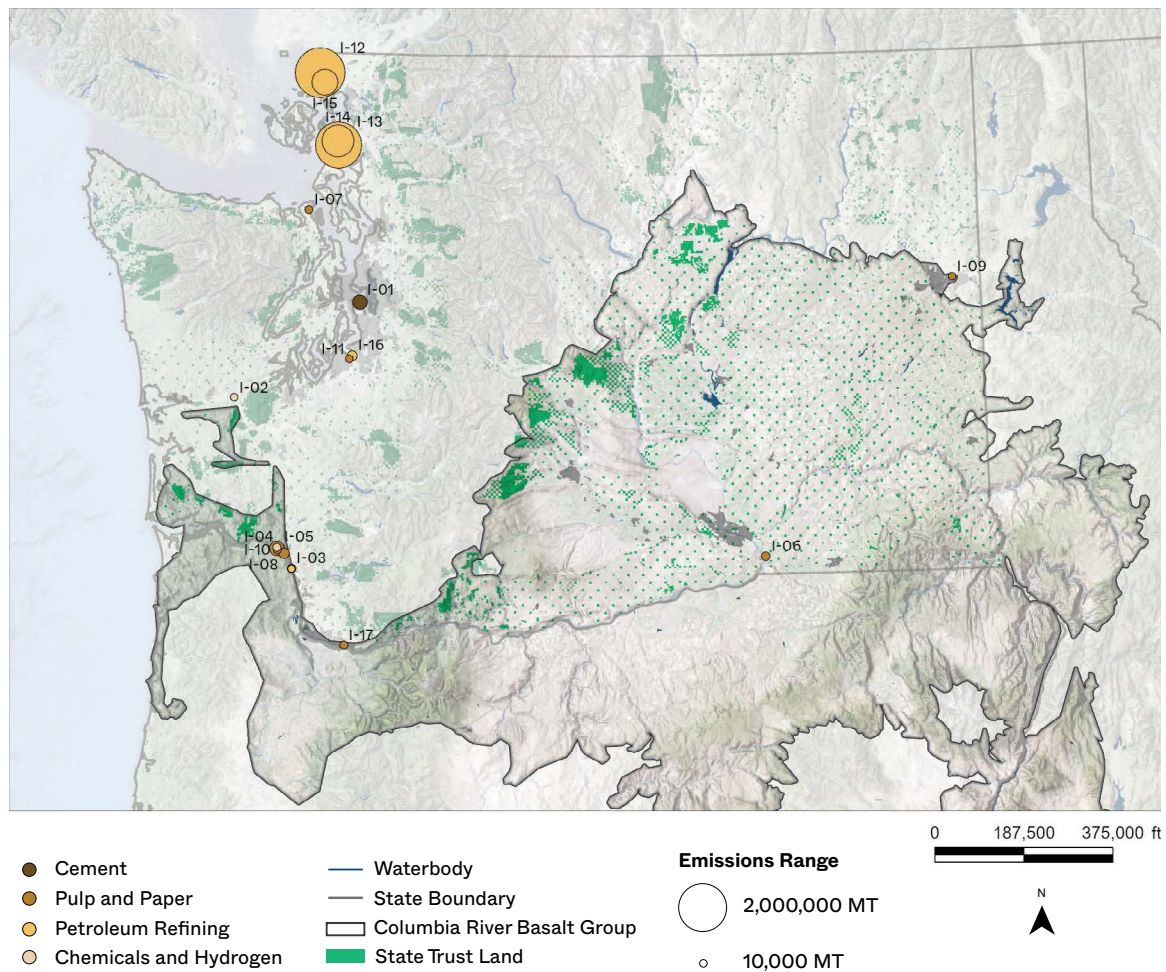 I-12
I-15
I-14
I-13
I-07
I-09
I-01
I-11
I-16
I-02
I-04
I-05
I-10
I-06
I-08
I-03
I-17
0 187,500 375,000 ft
Cement
Pulp and Paper
Petroleum Refining
Chemicals and Hydrogen
Waterbody
State Boundary
Columbia River Basalt Group
State Trust Land
Emissions Range
2,000,000 MT
10,000 MT
N